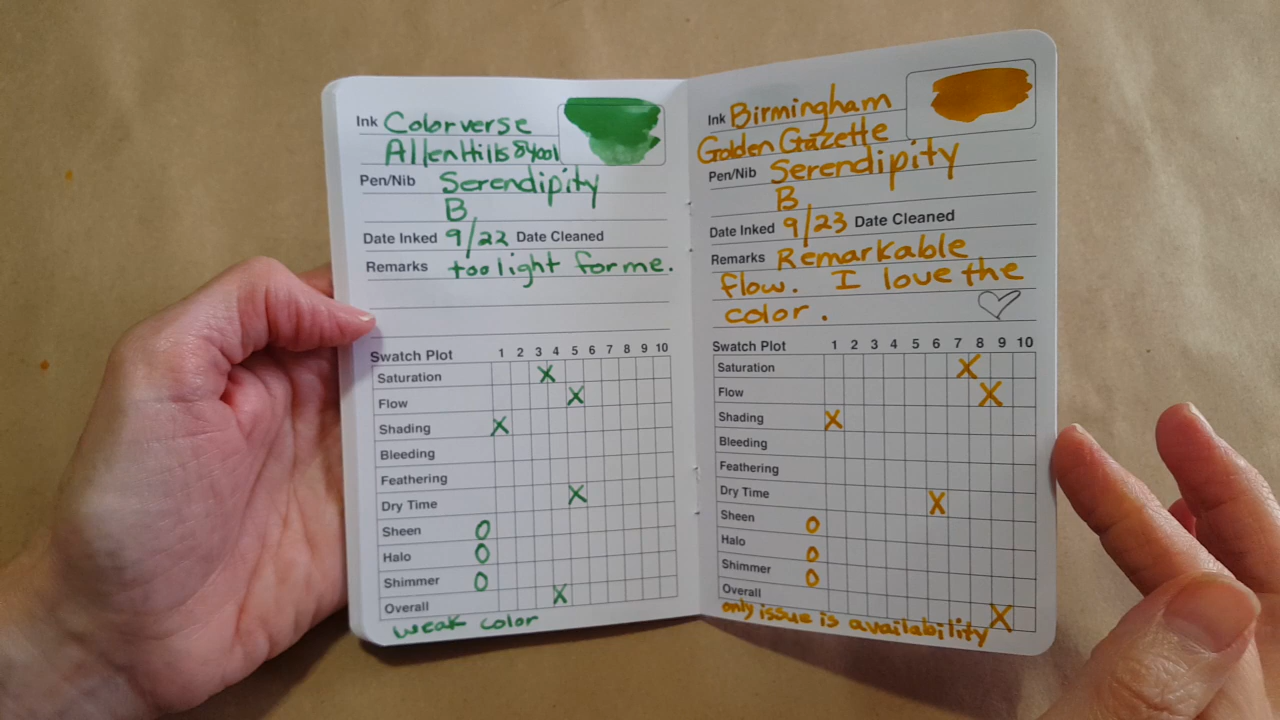 Ink Colorverse
Allen Hills 84001
Pen/Nib Serendipity
B
Date Inked 9/22 Date Cleaned
Remarks too light for me.
Swatch Plot 1 2 3 4 5 6 7 8 9 10
Saturation X
Flow X
Shading X
Bleeding
Feathering
Dry Time X
Sheen 0
Halo 0
Shimmer 0
Overall X
weak color
Ink Birmingham
Golden Gazette
Pen/Nib Serendipity
B
Date Inked 9/23 Date Cleaned
Remarks Remarkable
flow. I love the
color.
Swatch Plot 1 2 3 4 5 6 7 8 9 10
Saturation X
Flow X
Shading X
Bleeding
Feathering
Dry Time X
Sheen 0
Halo 0
Shimmer 0
Overall X
only issue is availability